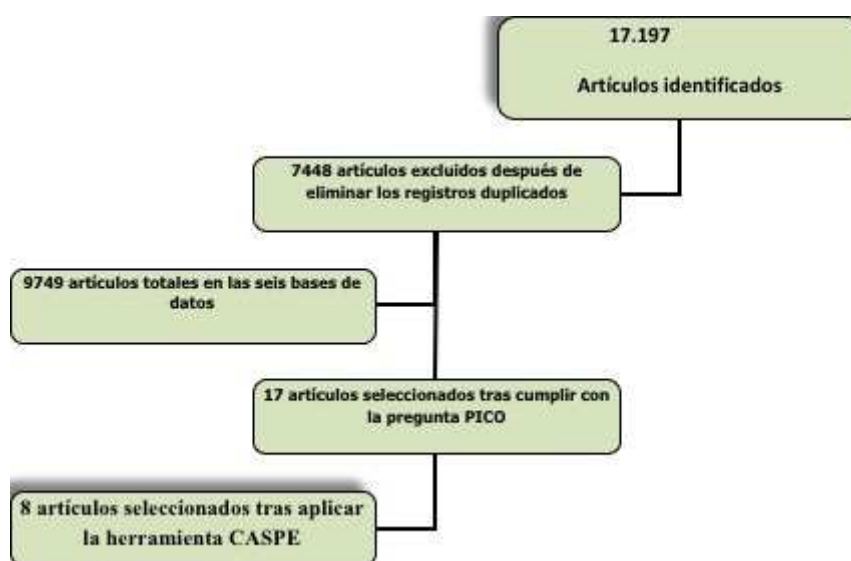 17.197
Artículos identificados
7448 artículos excluidos después de
eliminar los registros duplicados
9749 artículos totales en las seis bases de
datos
17 artículos seleccionados tras cumplir con
la pregunta PICO
8 artículos seleccionados tras aplicar
la herramienta CASPE